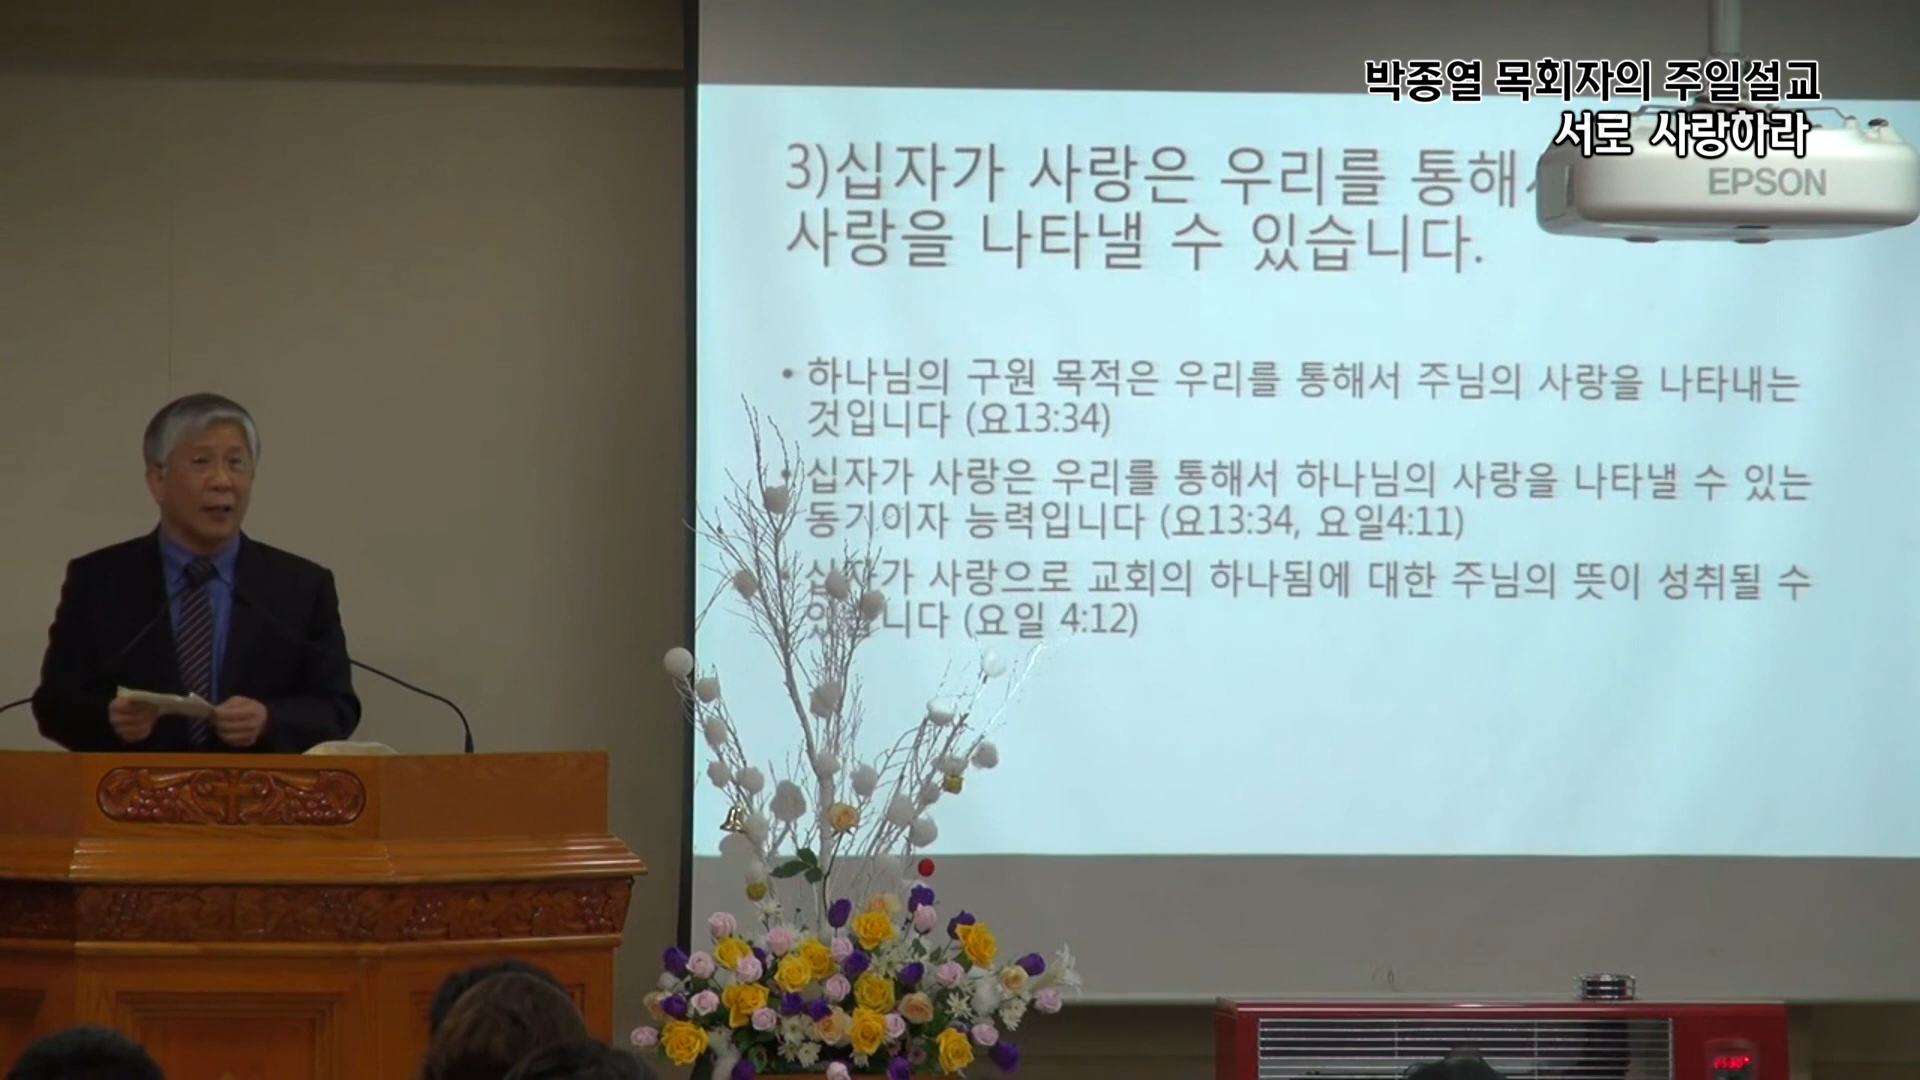 박종열 목회자의 주일설교
서로 사랑하라
EPSON
3)십자가 사랑은 우리를 통해
사랑을 나타낼 수 있습니다.
• 하나님의 구원 목적은 우리를 통해서 주님의 사랑을 나타내는
것입니다 (요13:34)
• 십자가 사랑은 우리를 통해서 하나님의 사랑을 나타낼 수 있는
동기이자 능력입니다 (요13:34, 요일4:11)
• 십자가 사랑으로 교회의 하나됨에 대한 주님의 뜻이 성취될 수
있습니다 (요일 4:12)